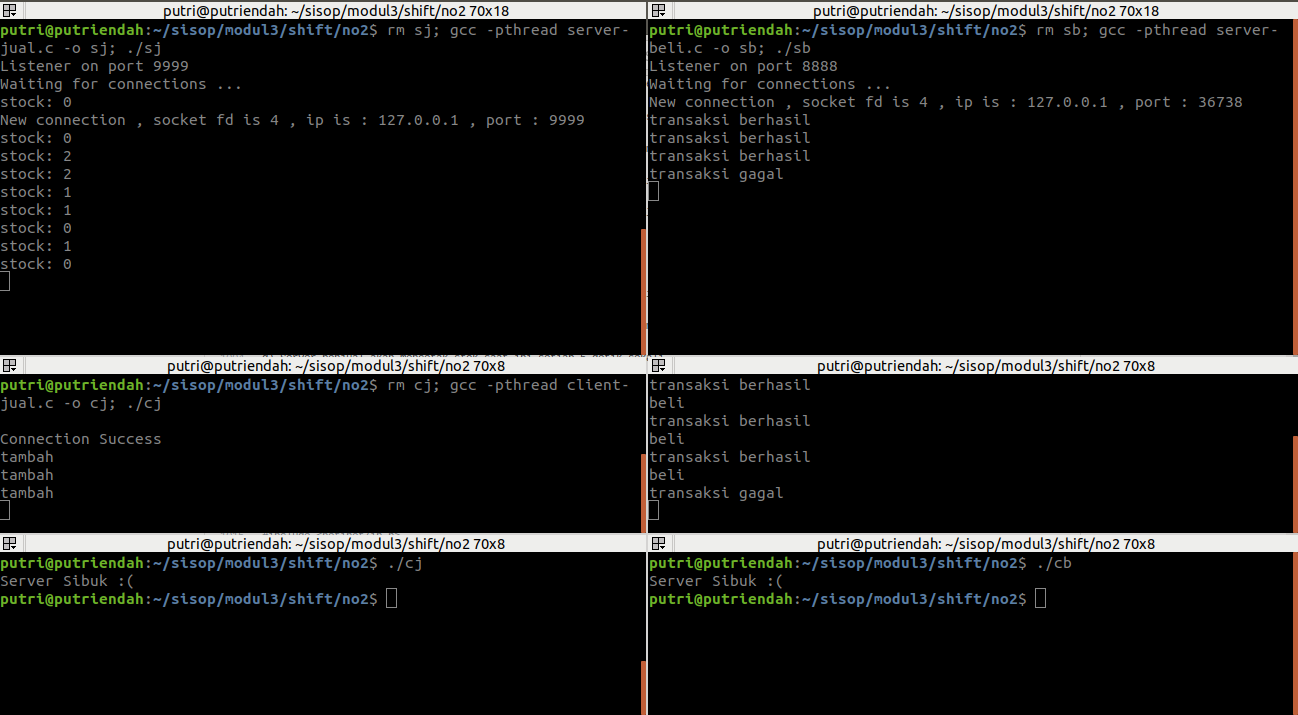 putri@putriendah: ~/sisop/modul3/shift/no2 70x18
putri@putriendah:~/sisop/modul3/shift/no2$ rm sj; gcc -pthread server-
jual.c -o sj; ./sj
Listener on port 9999
Waiting for connections ...
stock: 0
New connection , socket fd is 4 , ip is : 127.0.0.1 , port : 9999
stock: 0
stock: 2
stock: 2
stock: 1
stock: 1
stock: 0
stock: 1
stock: 0
putri@putriendah: ~/sisop/modul3/shift/no2 70x18
putri@putriendah:~/sisop/modul3/shift/no2$ rm sb; gcc -pthread server-
beli.c -o sb; ./sb
Listener on port 8888
Waiting for connections ...
New connection , socket fd is 4 , ip is : 127.0.0.1 , port : 36738
transaksi berhasil
transaksi berhasil
transaksi berhasil
transaksi gagal
putri@putriendah: ~/sisop/modul3/shift/no2 70x8
putri@putriendah:~/sisop/modul3/shift/no2$ rm cj; gcc -pthread client-
jual.c -o cj; ./cj
Connection Success
tambah
tambah
tambah
putri@putriendah: ~/sisop/modul3/shift/no2 70x8
transaksi berhasil
beli
transaksi berhasil
beli
transaksi berhasil
beli
transaksi gagal
putri@putriendah: ~/sisop/modul3/shift/no2 70x8
putri@putriendah:~/sisop/modul3/shift/no2$ ./cj
Server Sibuk :(
putri@putriendah:~/sisop/modul3/shift/no2$
putri@putriendah: ~/sisop/modul3/shift/no2 70x8
putri@putriendah:~/sisop/modul3/shift/no2$ ./cb
Server Sibuk :(
putri@putriendah:~/sisop/modul3/shift/no2$